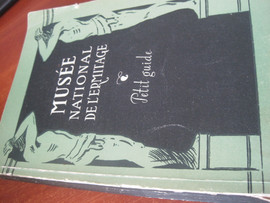 MUSÉE
NATIONAL
DE L'ERMITAGE
Petit guide